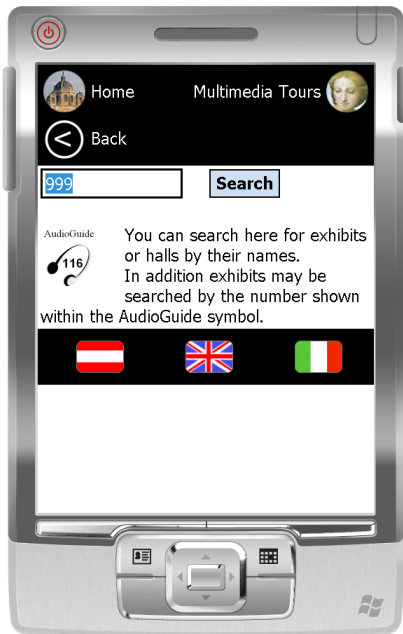 Home Multimedia Tours
Back
999 Search
AudioGuide
116
You can search here for exhibits
or halls by their names.
In addition exhibits may be
searched by the number shown
within the AudioGuide symbol.